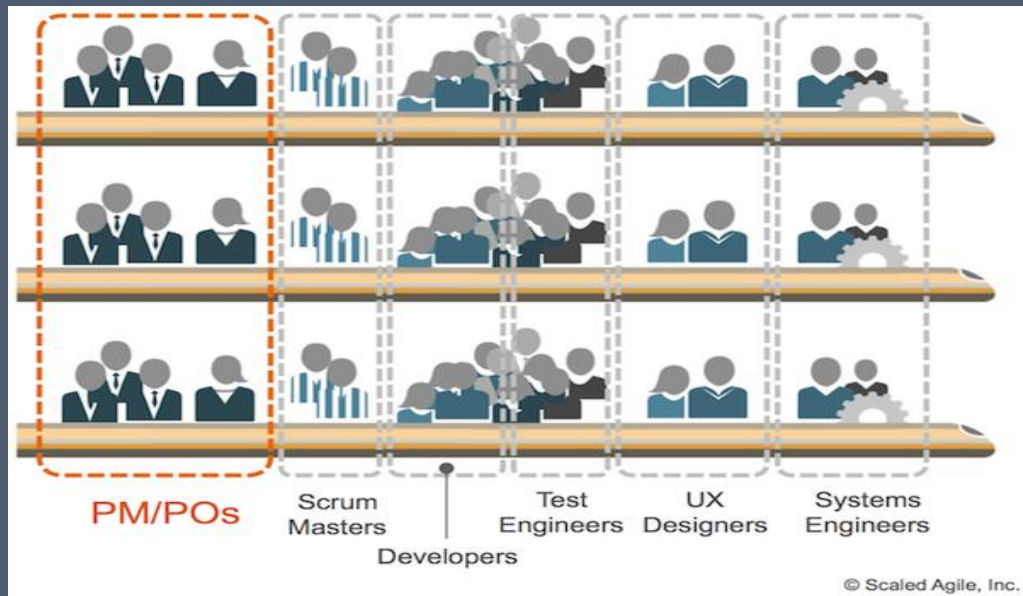 PM/POs
Scrum
Masters
Developers
Test
Engineers
UX
Designers
Systems
Engineers
© Scaled Agile, Inc.